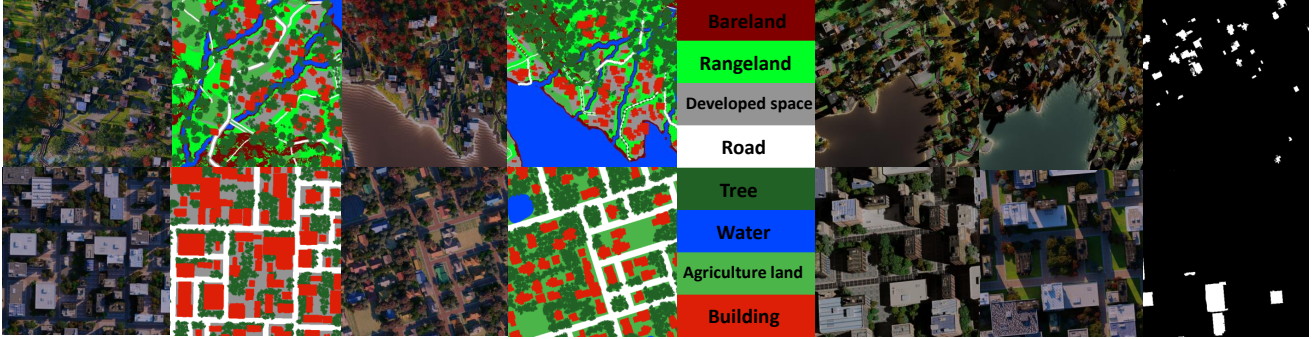 Bareland
Rangeland
Developed space
Road
Tree
Water
Agriculture land
Building